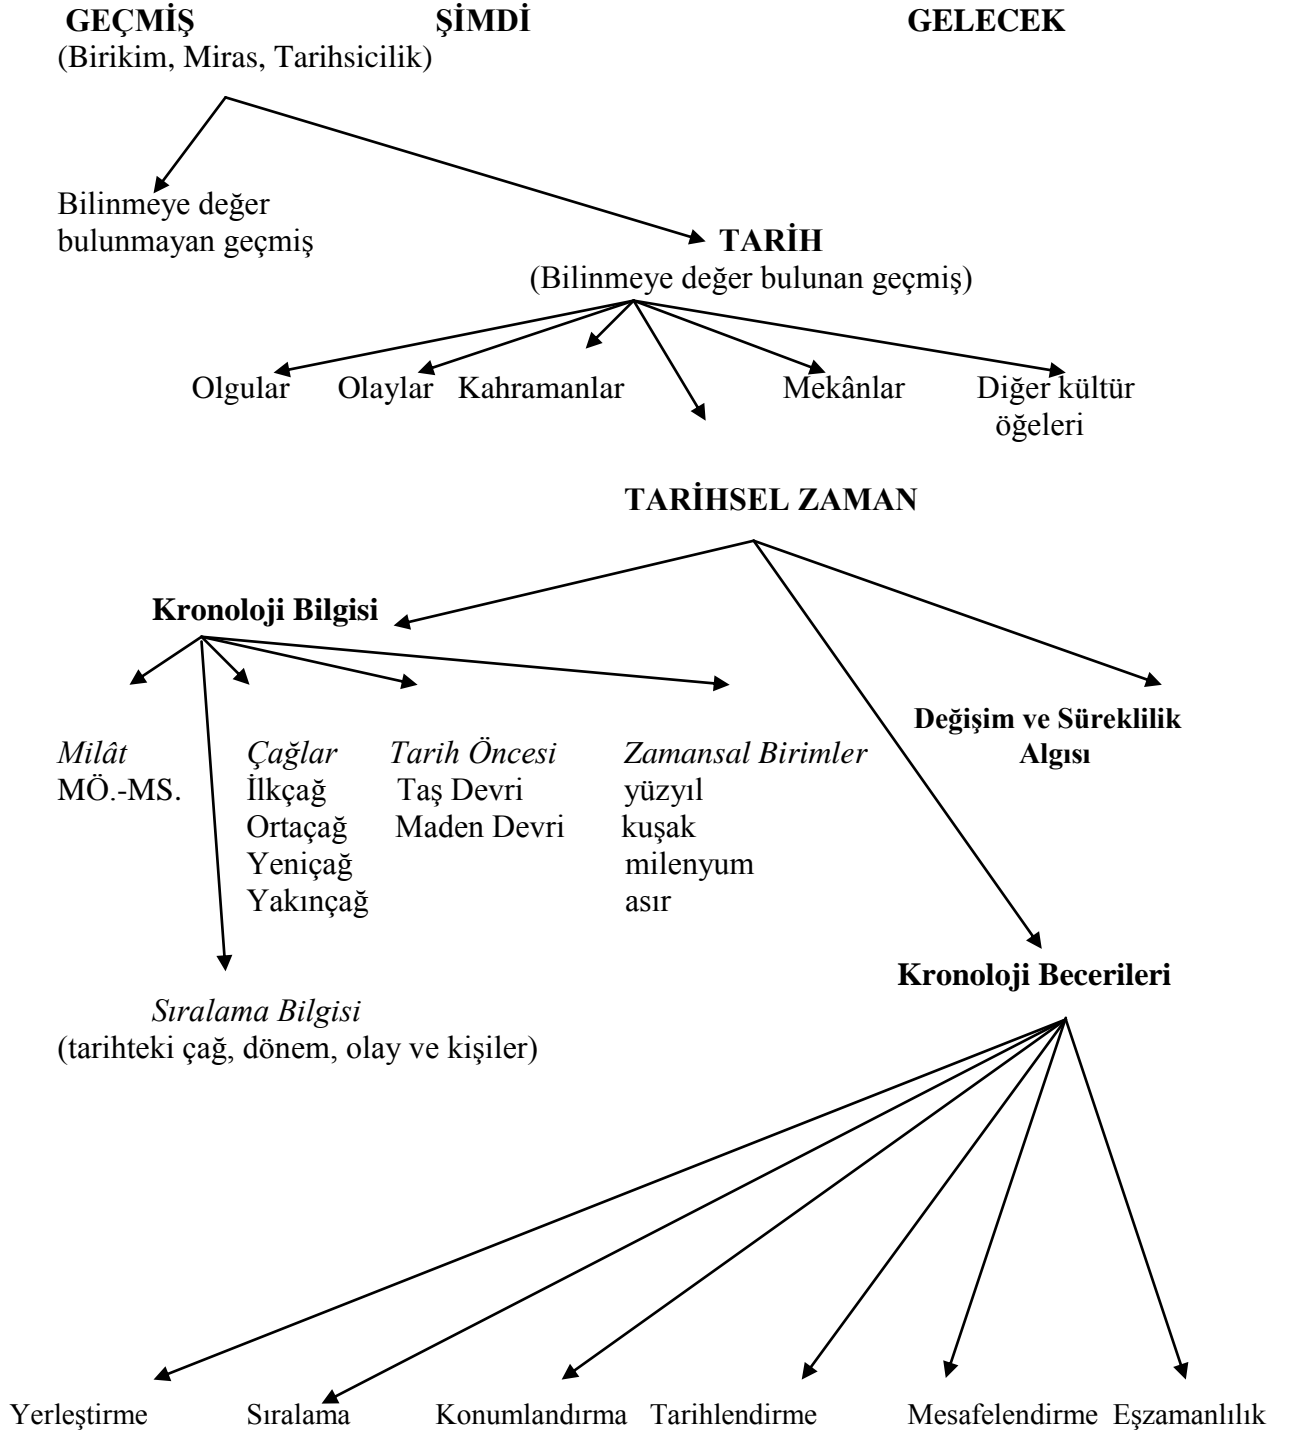 GEÇMİŞ ŞİMDİ GELECEK
(Birikim, Miras, Tarihsicilik)
Bilinmeye değer
bulunmayan geçmiş
TARİH
(Bilinmeye değer bulunan geçmiş)
Olgular Olaylar Kahramanlar Mekânlar Diğer kültür
öğeleri
TARİHSEL ZAMAN
Kronoloji Bilgisi
Değişim ve Süreklilik
Algısı
Milât Çağlar Tarih Öncesi Zamansal Birimler
MÖ.-MS. İlkçağ Taş Devri yüzyıl
Ortaçağ Maden Devri kuşak
Yeniçağ milenyum
Yakınçağ asır
Kronoloji Becerileri
Sıralama Bilgisi
(tarihteki çağ, dönem, olay ve kişiler)
Yerleştirme Sıralama Konumlandırma Tarihlendirme Mesafelendirme Eşzamanlılık